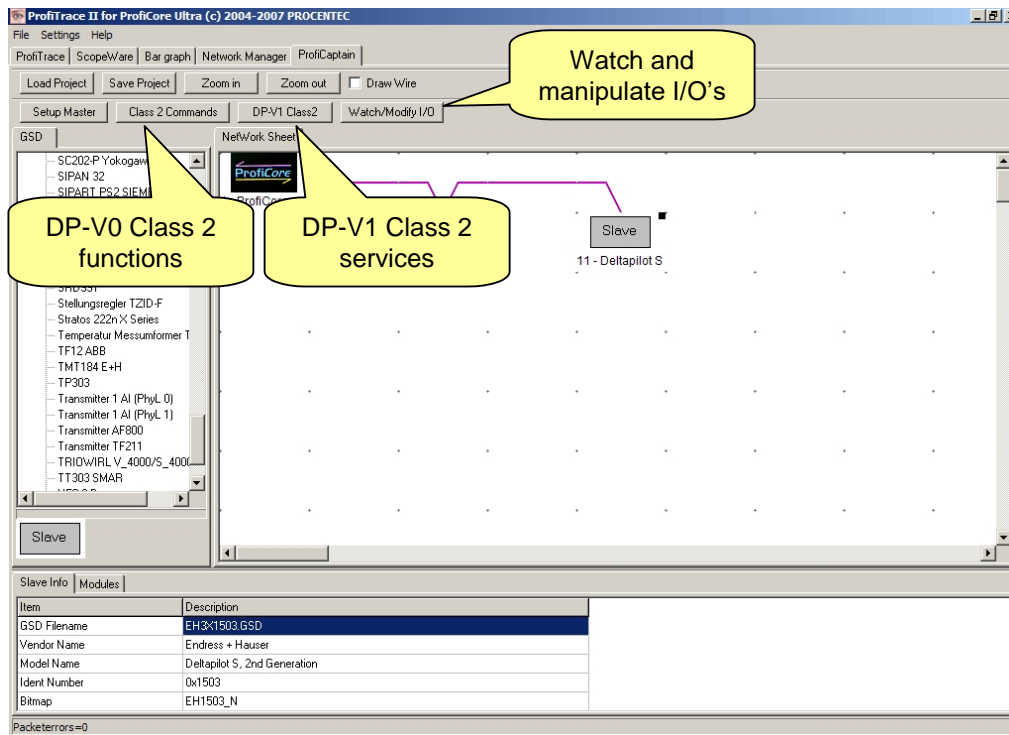 ProfiTrace II for ProfiCore Ultra (c) 2004-2007 PROCENTEC
File Settings Help
ProfiTrace ScopeWare Bar graph Network Manager ProfiCaptain
Load Project Save Project Zoom in Zoom out Draw Wire
Setup Master Class 2 Commands DP-V1 Class2 Watch/Modify I/O
Watch and
manipulate I/O's
GSD
NetWork Sheet
SC202-P Yokogaw
SIPAN 32
SIPART PS2 SIEM
DP-V0 Class 2
functions
DP-V1 Class 2
services
Stellungsregler TZID-F
Stratos 222n X Series
Temperatur Messumformer T
TF12 ABB
TMT184 E+H
TP303
Transmitter 1 AI (PhyL 0)
Transmitter 1 AI (PhyL 1)
Transmitter AF800
Transmitter TF211
TRIOWIRL V_4000/S_400
TT303 SMAR
Slave
ProfiCore
Slave
11 - Deltapilot S
Slave Info Modules
Item Description
GSD Filename EH3X1503.GSD
Vendor Name Endress + Hauser
Model Name Deltapilot S, 2nd Generation
Ident Number 0x1503
Bitmap EH1503_N
Packeterrors=0